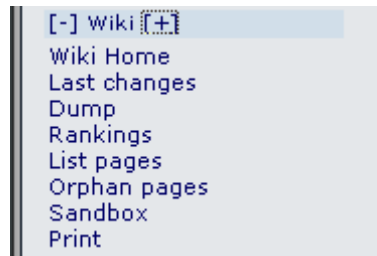 [-] Wiki [+]
Wiki Home
Last changes
Dump
Rankings
List pages
Orphan pages
Sandbox
Print